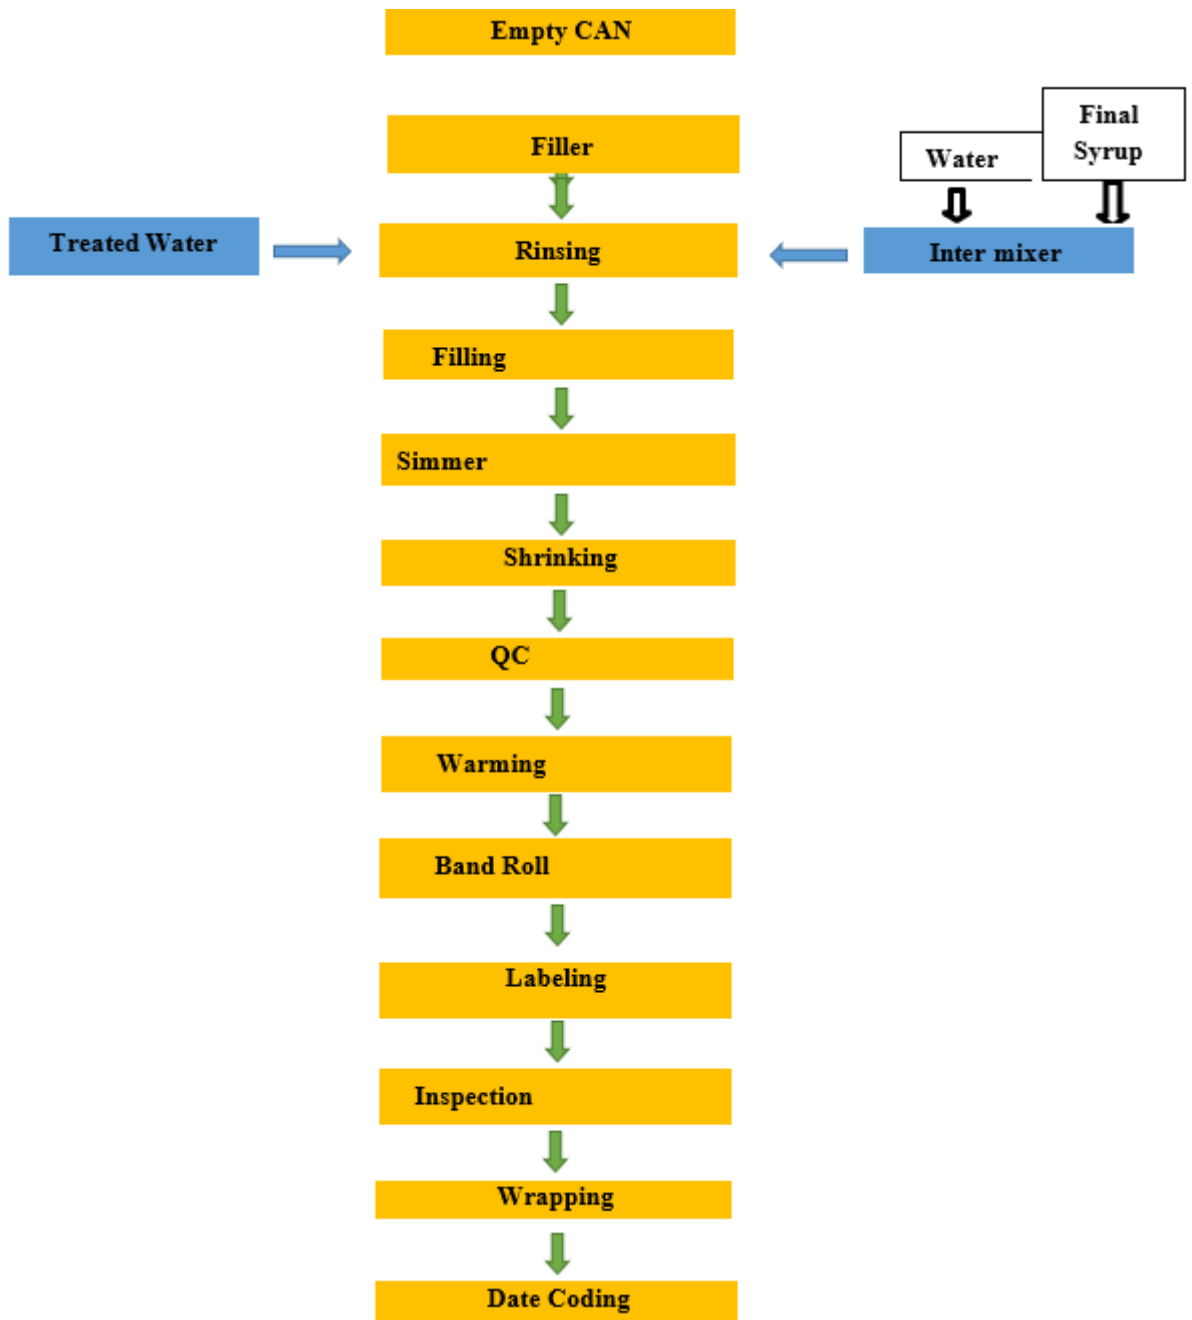 Empty CAN
Filler
Final
Syrup
Water
Treated Water
Rinsing
Inter mixer
Filling
Simmer
Shrinking
QC
Warming
Band Roll
Labeling
Inspection
Wrapping
Date Coding